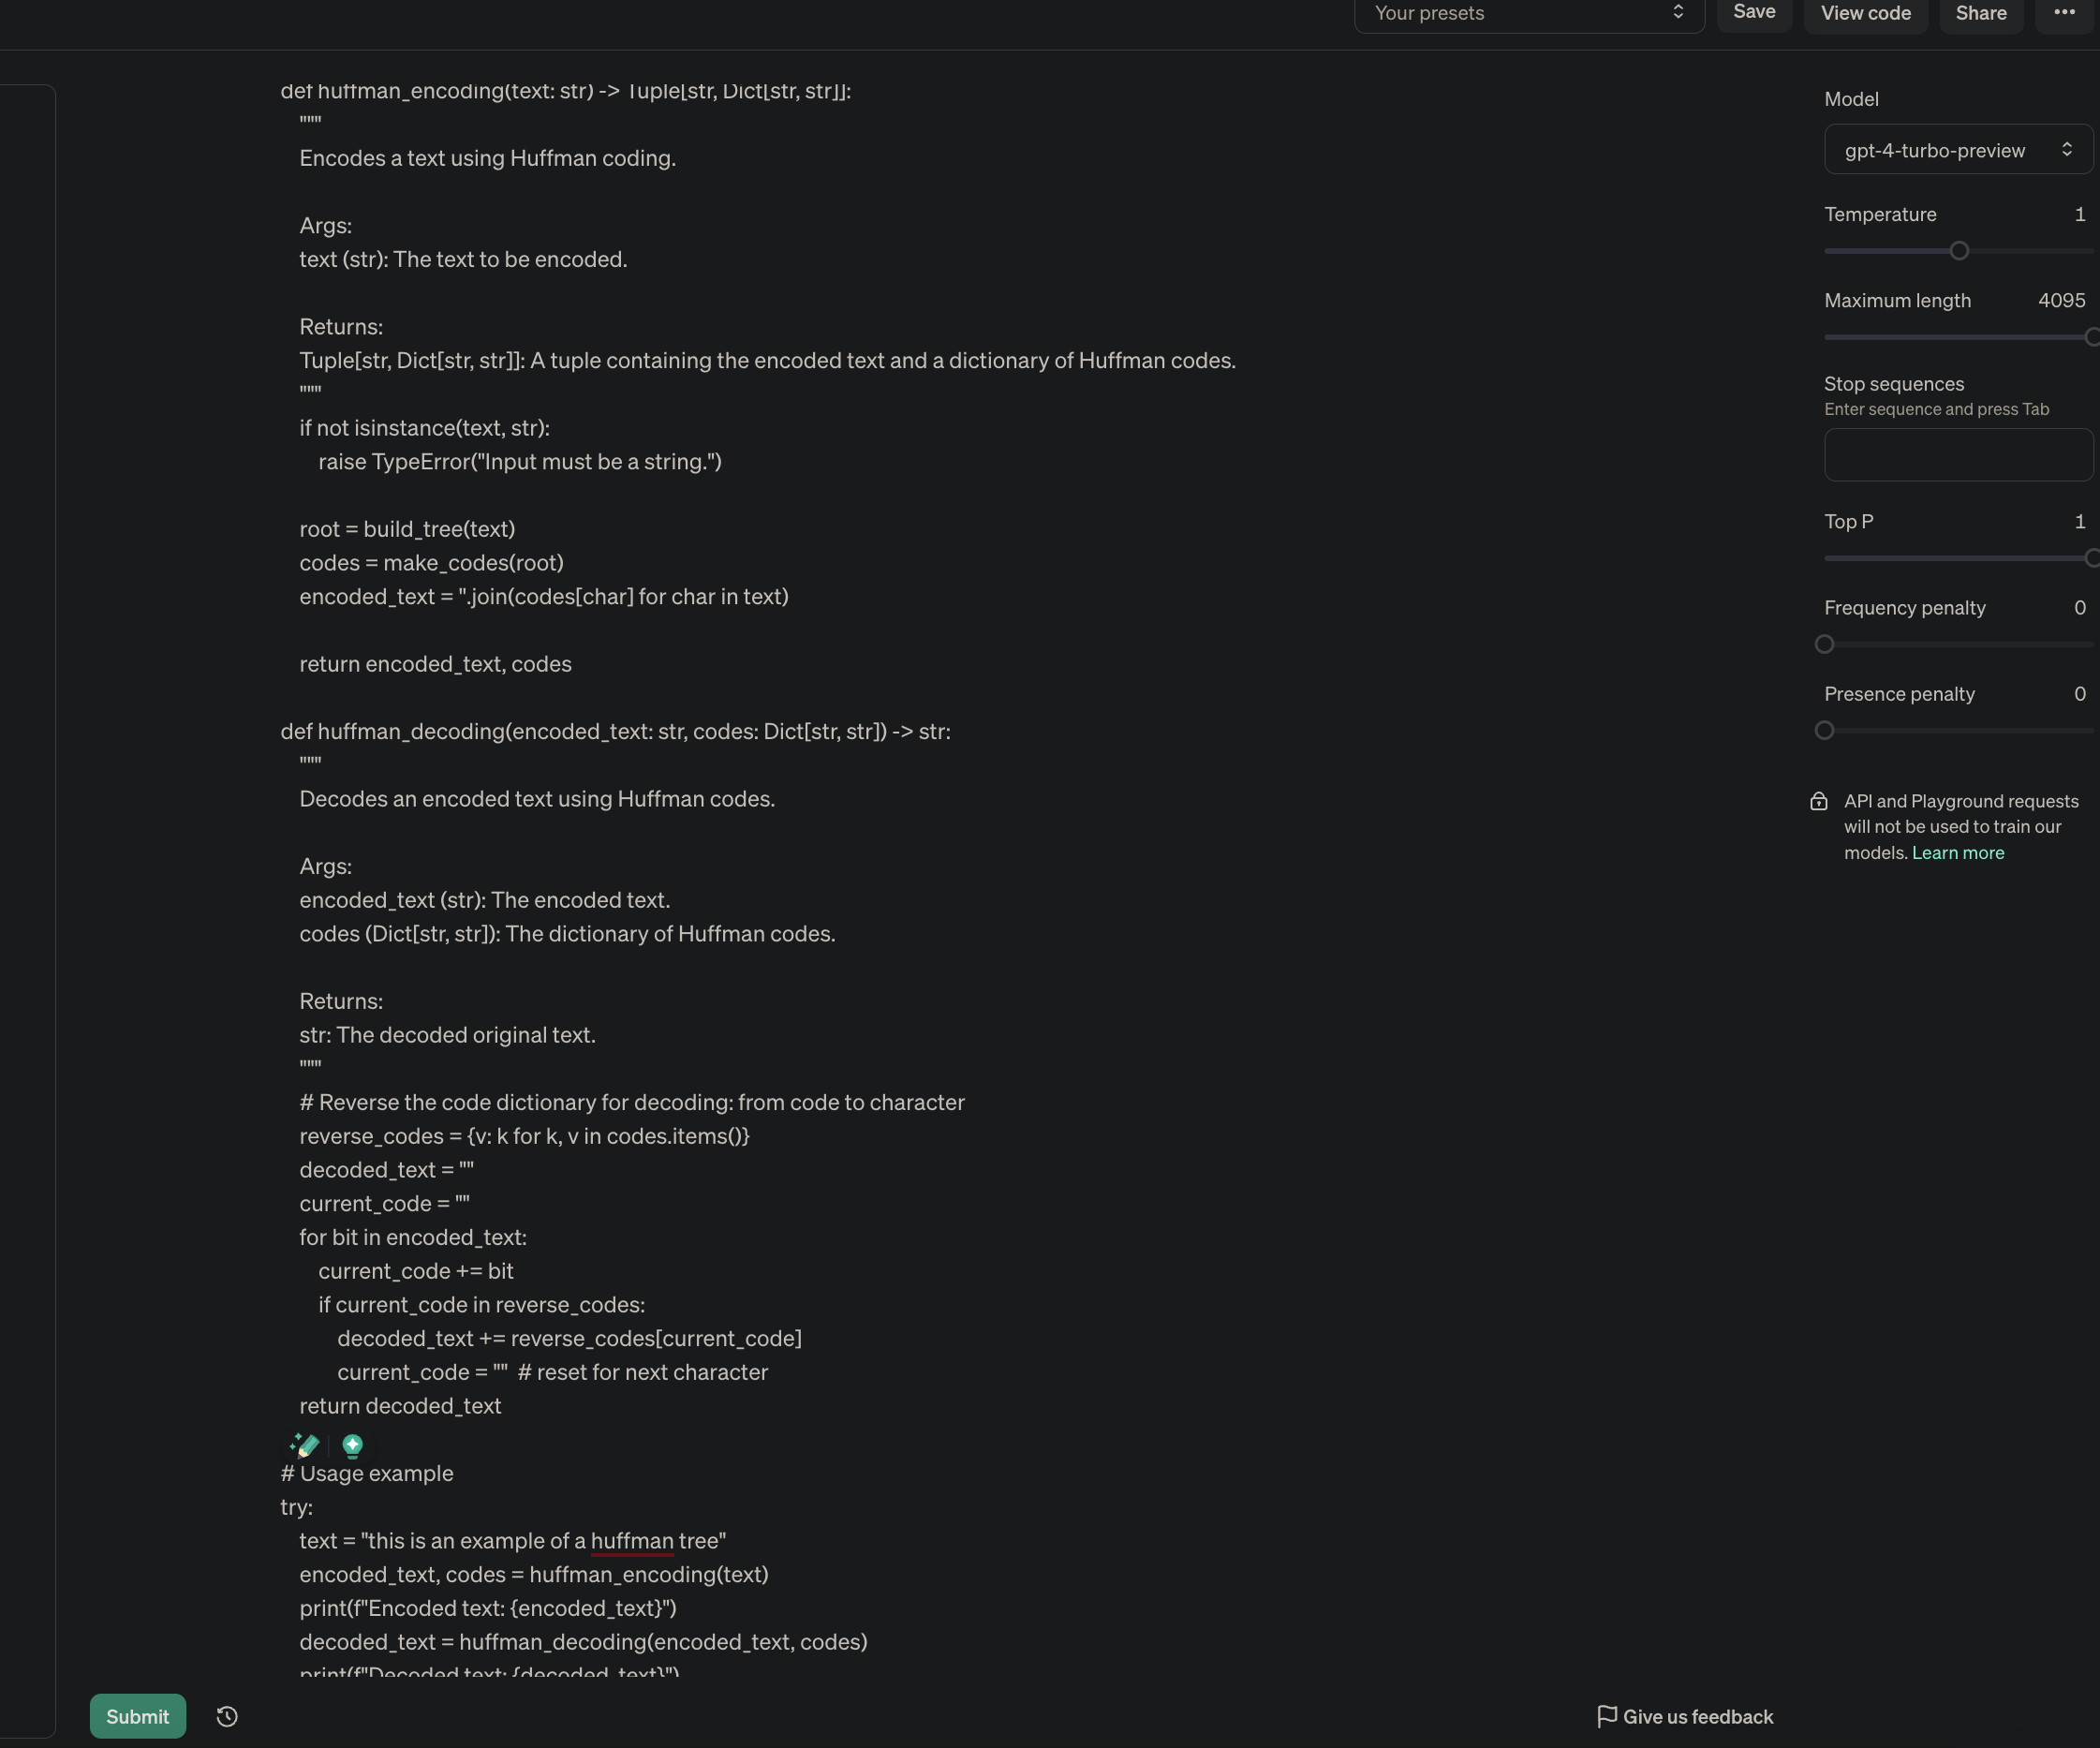 Your presets
Save
View code
Share
def huffman_encoding(text: str) -> Tuple[str, Dict[str, str]]:
"""
Encodes a text using Huffman coding.
Args:
text (str): The text to be encoded.
Returns:
Tuple[str, Dict[str, str]]: A tuple containing the encoded text and a dictionary of Huffman codes.
"""
if not isinstance(text, str):
raise TypeError("Input must be a string.")
root = build_tree(text)
codes = make_codes(root)
encoded_text = ''.join(codes[char] for char in text)
return encoded_text, codes
def huffman_decoding(encoded_text: str, codes: Dict[str, str]) -> str:
"""
Decodes an encoded text using Huffman codes.
Args:
encoded_text (str): The encoded text.
codes (Dict[str, str]): The dictionary of Huffman codes.
Returns:
str: The decoded original text.
"""
# Reverse the code dictionary for decoding: from code to character
reverse_codes = {v: k for k, v in codes.items()}
decoded_text = ""
current_code = ""
for bit in encoded_text:
current_code += bit
if current_code in reverse_codes:
decoded_text += reverse_codes[current_code]
current_code = "" # reset for next character
return decoded_text
# Usage example
try:
text = "this is an example of a huffman tree"
encoded_text, codes = huffman_encoding(text)
print(f"Encoded text: {encoded_text}")
decoded_text = huffman_decoding(encoded_text, codes)
print(f"Decoded text: {decoded_text}")
Submit
Give us feedback
Model
gpt-4-turbo-preview
Temperature 1
Maximum length 4095
Stop sequences
Enter sequence and press Tab
Top P 1
Frequency penalty 0
Presence penalty 0
API and Playground requests
will not be used to train our
models. Learn more